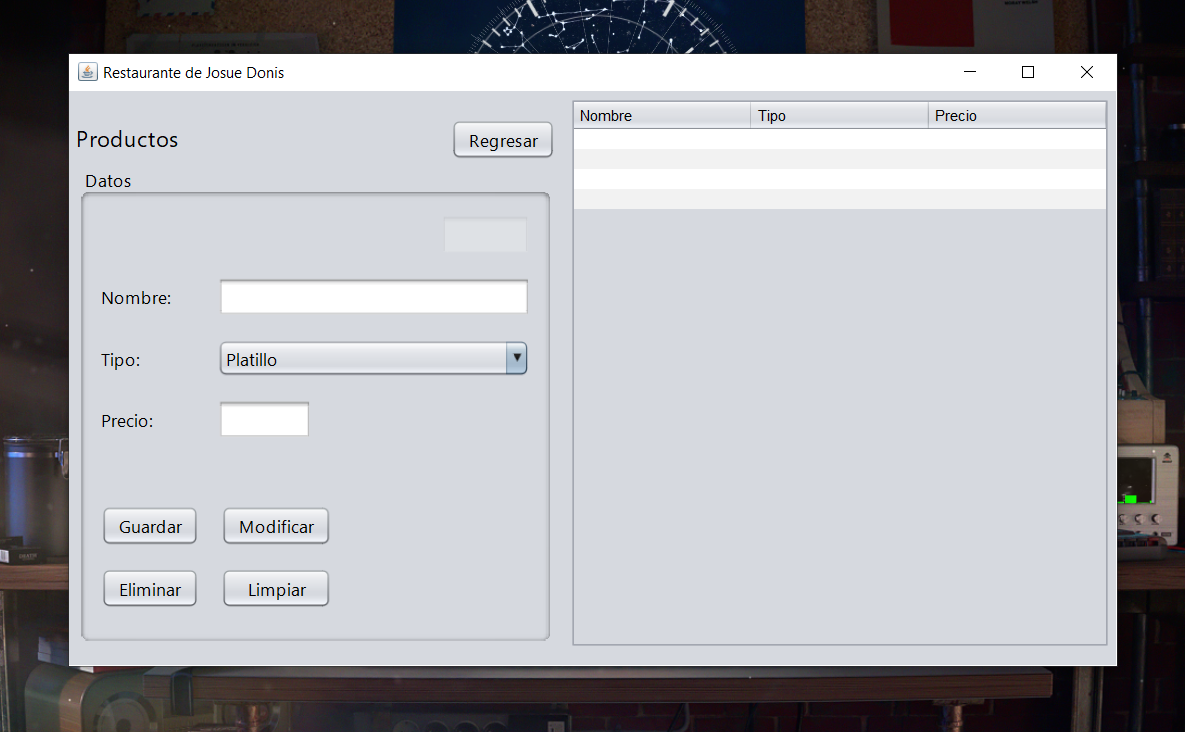 Restaurante de Josue Donis
Productos
Regresar
Datos
Nombre:
Tipo:
Platillo
Precio:
Guardar
Modificar
Eliminar
Limpiar
Nombre Tipo Precio